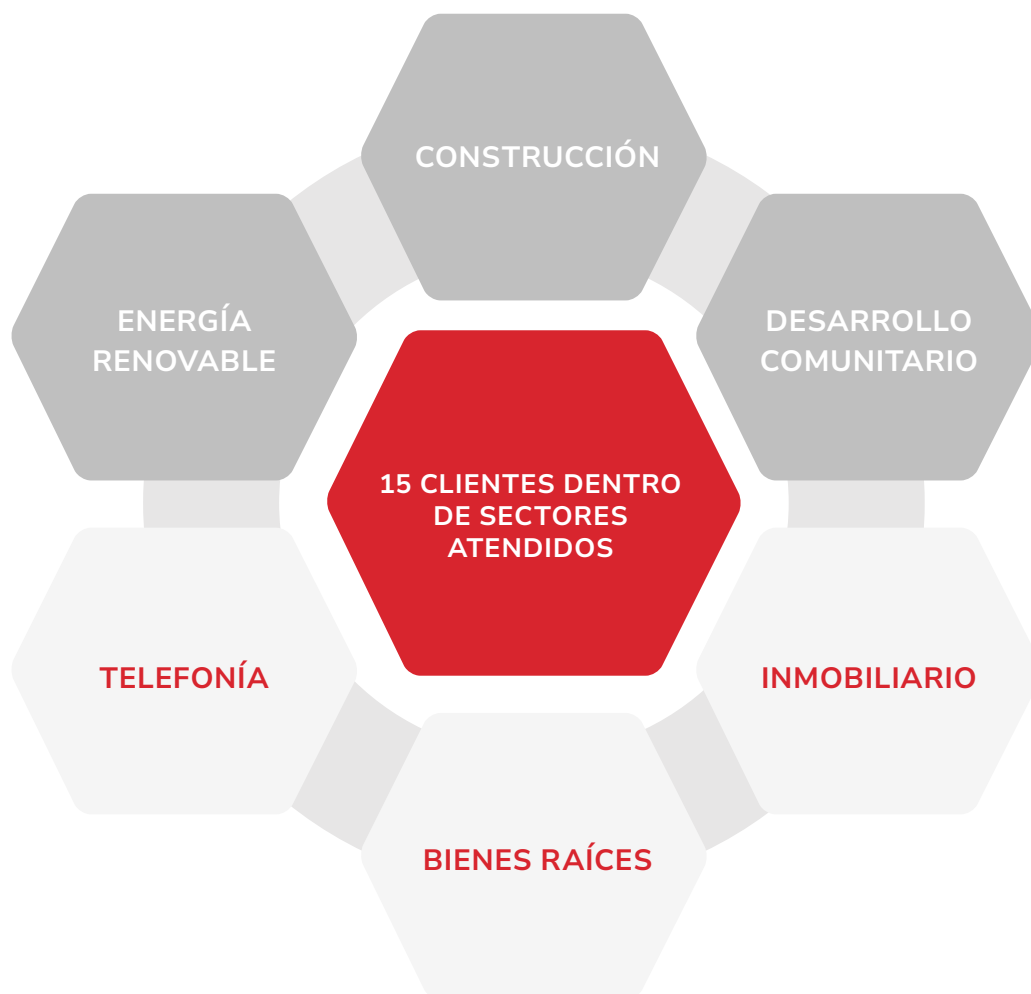 CONSTRUCCIÓN
ENERGÍA
RENOVABLE
DESARROLLO
COMUNITARIO
15 CLIENTES DENTRO
DE SECTORES
ATENDIDOS
TELEFONÍA
INMOBILIARIO
BIENES RAÍCES